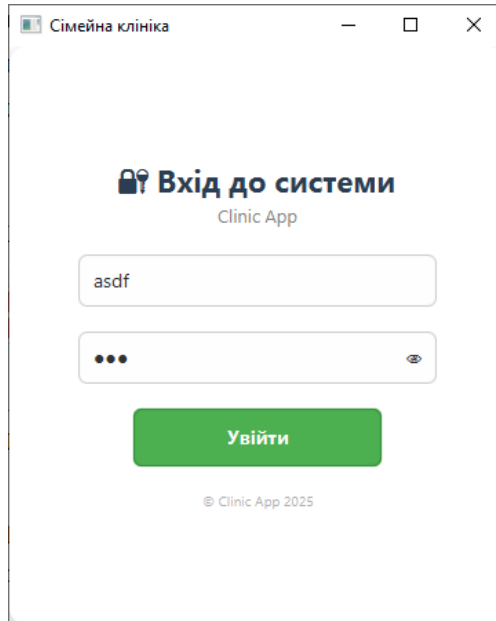 Сімейна клініка
🔐 Вхід до системи
Clinic App
asdf
●●●
Увійти
© Clinic App 2025